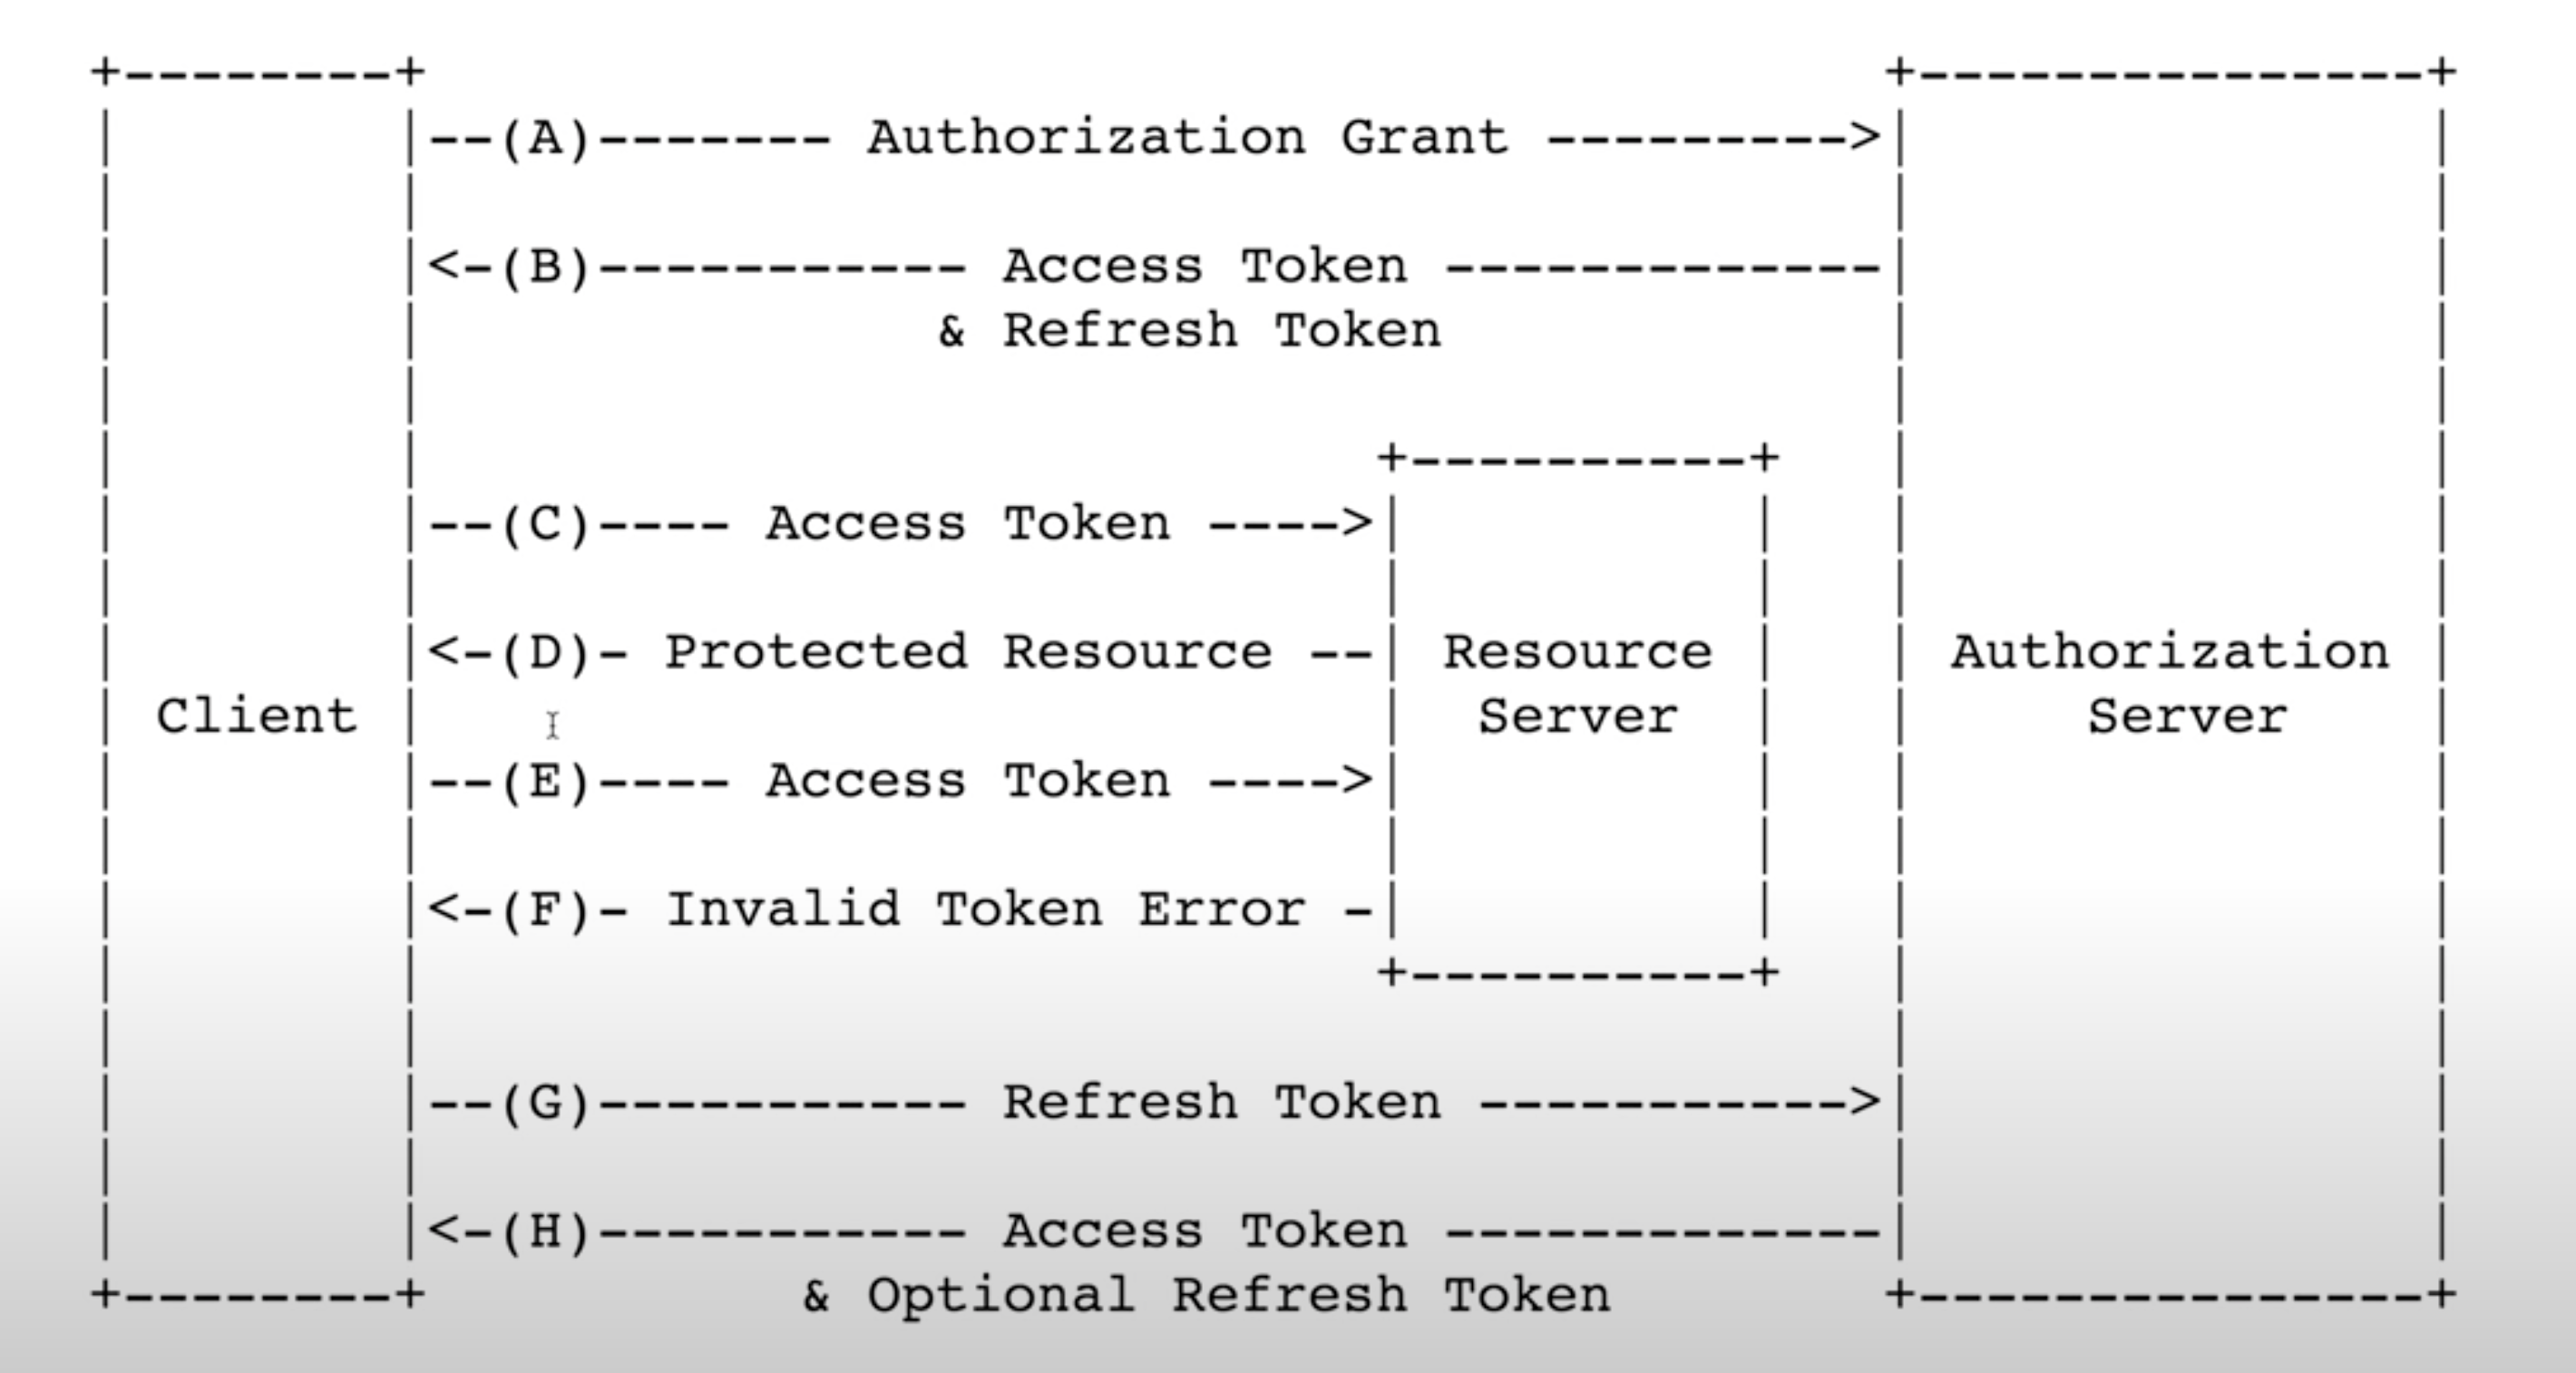 +--------+                                           +---------------+
|        |--(A)------- Authorization Grant --------->|               |
|        |                                           |               |
|        |<-(B)----------- Access Token -------------|               |
|        |               & Refresh Token             |               |
|        |                                           |               |
|        |                            +----------+   |               |
|        |--(C)---- Access Token ---->|          |   |               |
|        |                            |          |   |               |
|        |<-(D)- Protected Resource --| Resource |   | Authorization |
| Client |                            |  Server  |   |     Server    |
|        |--(E)---- Access Token ---->|          |   |               |
|        |                            |          |   |               |
|        |<-(F)- Invalid Token Error -|          |   |               |
|        |                            +----------+   |               |
|        |                                           |               |
|        |--(G)----------- Refresh Token ----------->|               |
|        |                                           |               |
|        |<-(H)----------- Access Token -------------|               |
+--------+           & Optional Refresh Token        +---------------+